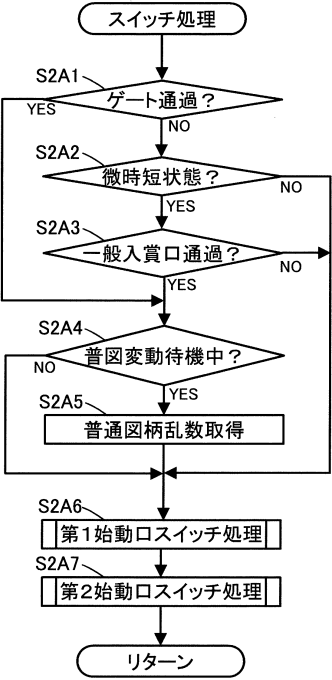 スイッチ処理
S2A1
ゲート通過？
YES
NO
S2A2
微時短状態？
NO
YES
S2A3
一般入賞口通過？
NO
YES
S2A4
普図変動待機中？
NO
YES
S2A5
普通図柄乱数取得
S2A6
第１始動口スイッチ処理
S2A7
第２始動口スイッチ処理
リターン